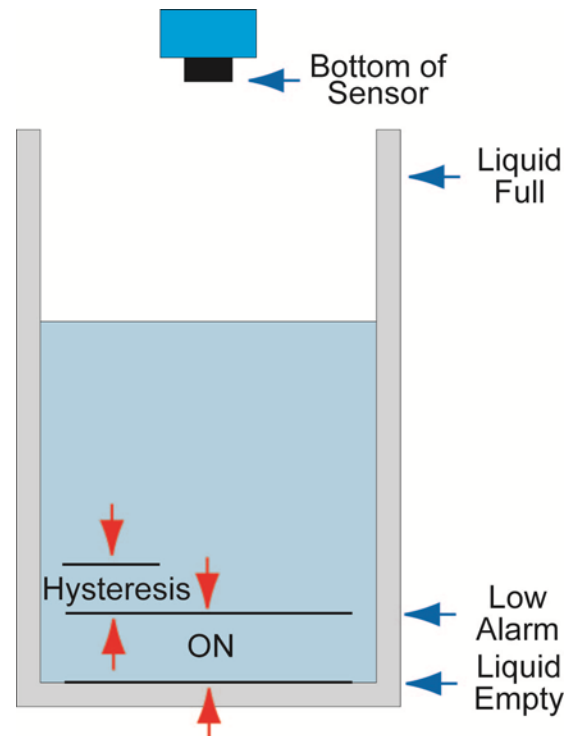 Bottom of
Sensor
Liquid
Full
Hysteresis
Low
Alarm
ON
Liquid
Empty